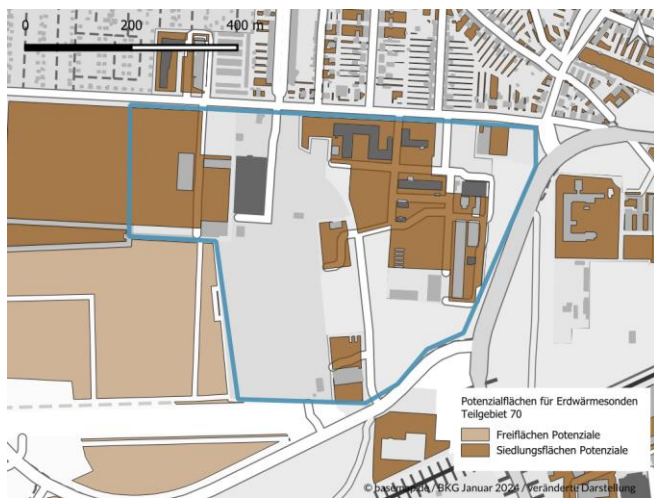 0 200 400 m
Potenzialflächen für Erdwärmesonden
Teilgebiet 70
Freiflächen Potenziale
Siedlungsflächen Potenziale
© basemap.de / BKG Januar 2024 / Veränderte Darstellung